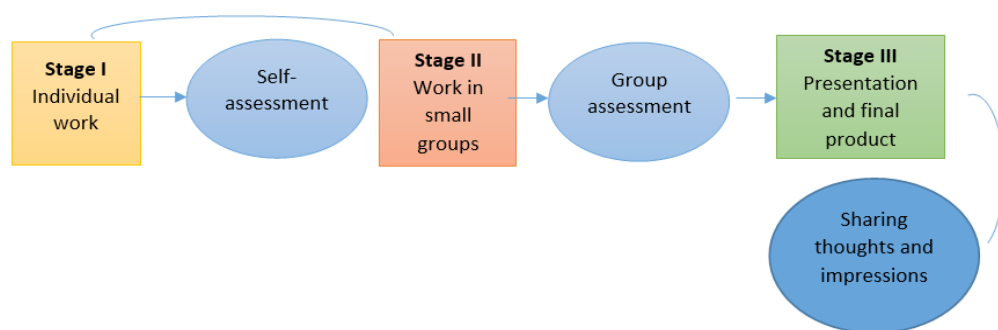 Stage I
Individual
work
Self-
assessment
Stage II
Work in
small
groups
Group
assessment
Stage III
Presentation
and final
product
Sharing
thoughts and
impressions